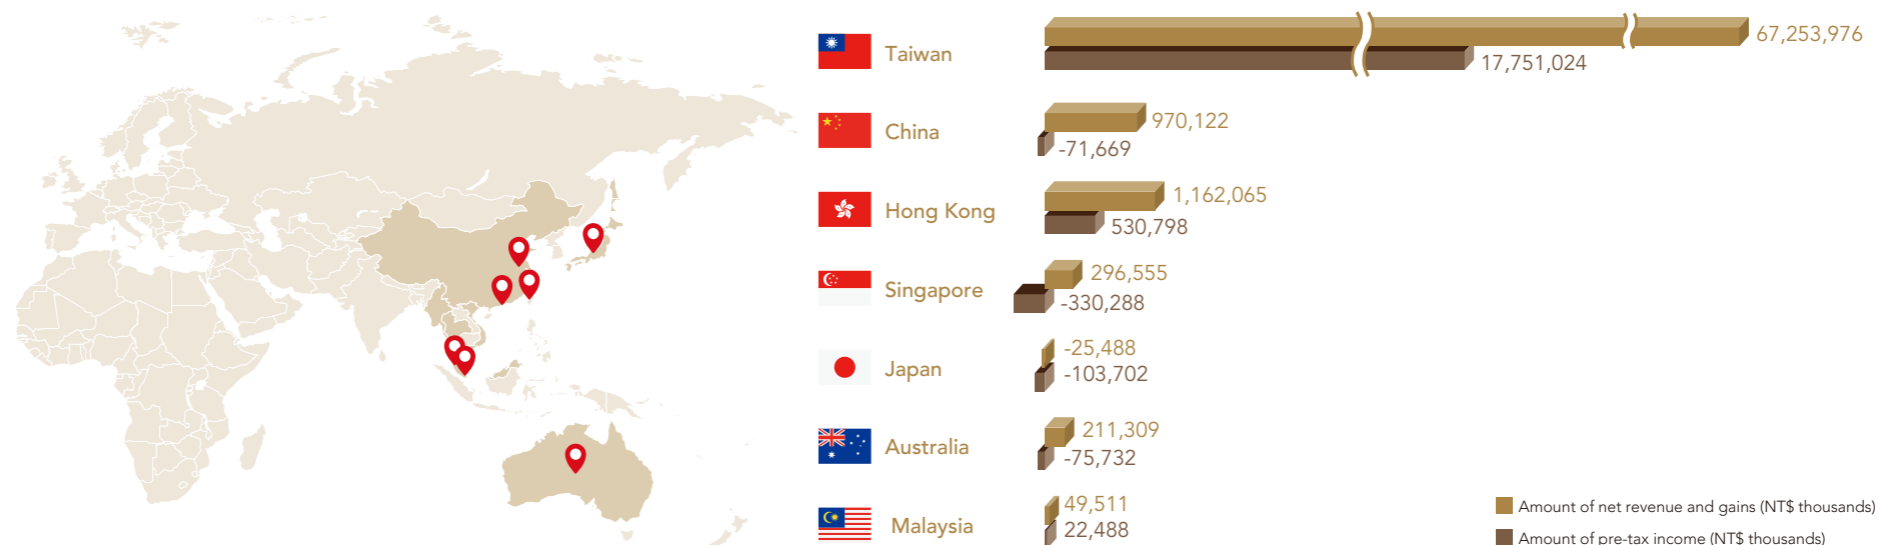 Taiwan
67,253,976
17,751,024
China
970,122
-71,669
Hong Kong
1,162,065
530,798
Singapore
296,555
-330,288
Japan
-25,488
-103,702
Australia
211,309
-75,732
Malaysia
49,511
22,488
Amount of net revenue and gains (NT$ thousands)
Amount of pre-tax income (NT$ thousands)